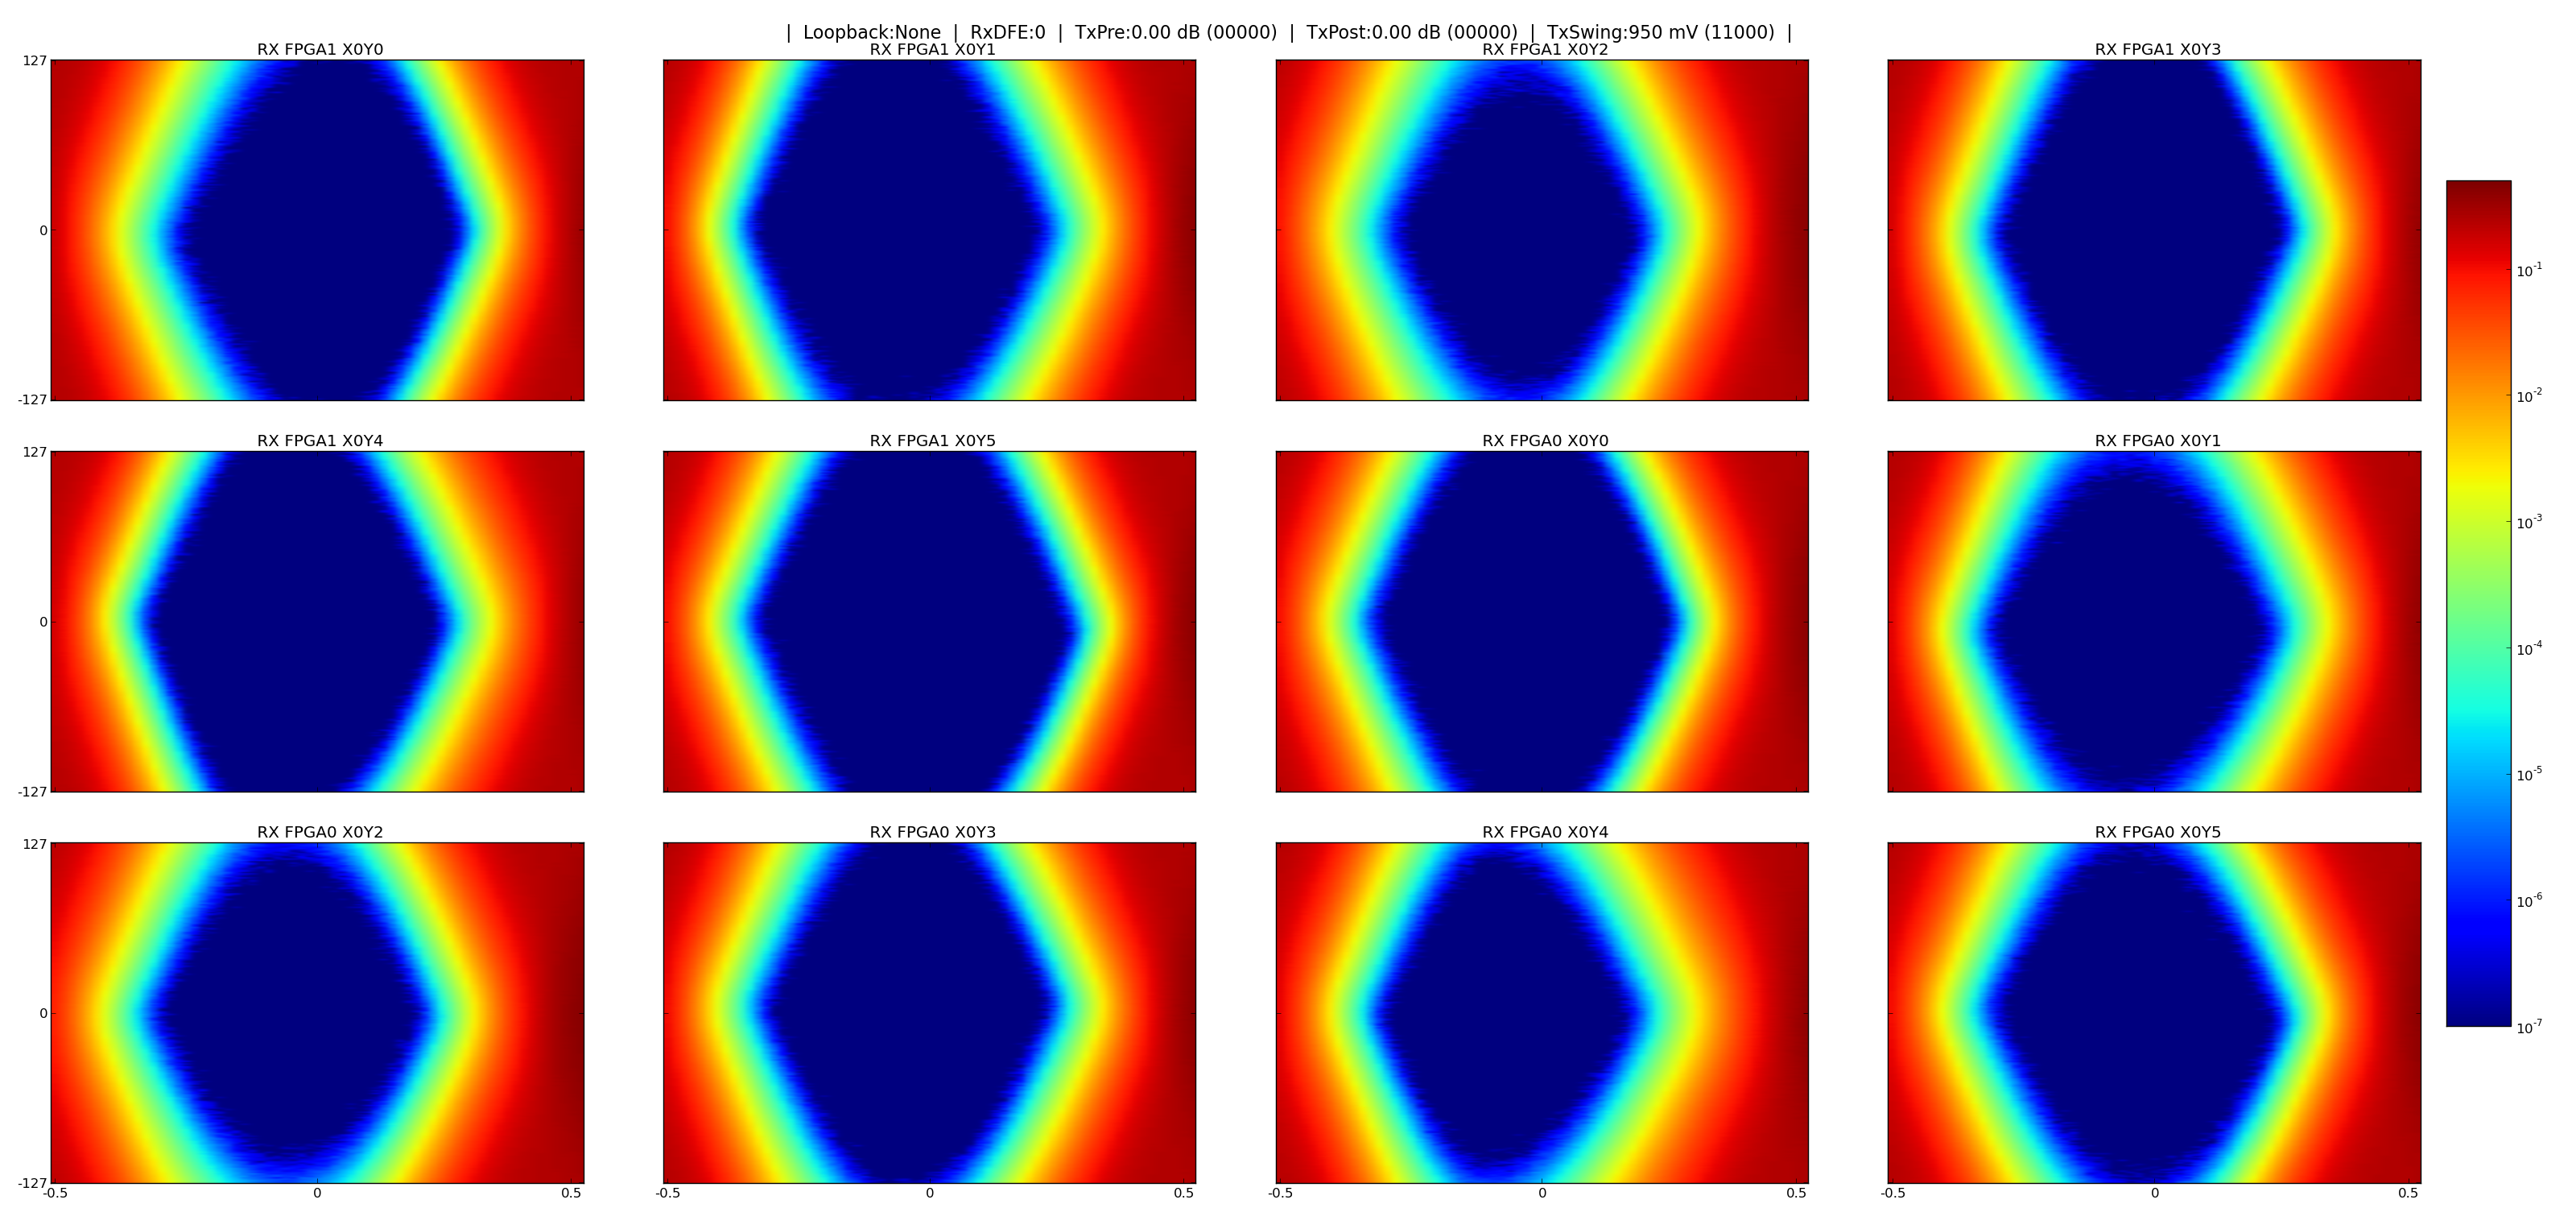 |  Loopback:None  |  RxDFE:0  |  TxPre:0.00 dB (00000)  |  TxPost:0.00 dB (00000)  |  TxSwing:950 mV (11000)  |
RX FPGA1 X0Y0
RX FPGA1 X0Y1
RX FPGA1 X0Y2
RX FPGA1 X0Y3
127
0
-127
RX FPGA1 X0Y4
RX FPGA1 X0Y5
RX FPGA0 X0Y0
RX FPGA0 X0Y1
127
0
-127
RX FPGA0 X0Y2
RX FPGA0 X0Y3
RX FPGA0 X0Y4
RX FPGA0 X0Y5
127
0
-127
-0.5 0 0.5
-0.5 0 0.5
-0.5 0 0.5
-0.5 0 0.5
10^-1
10^-2
10^-3
10^-4
10^-5
10^-6
10^-7